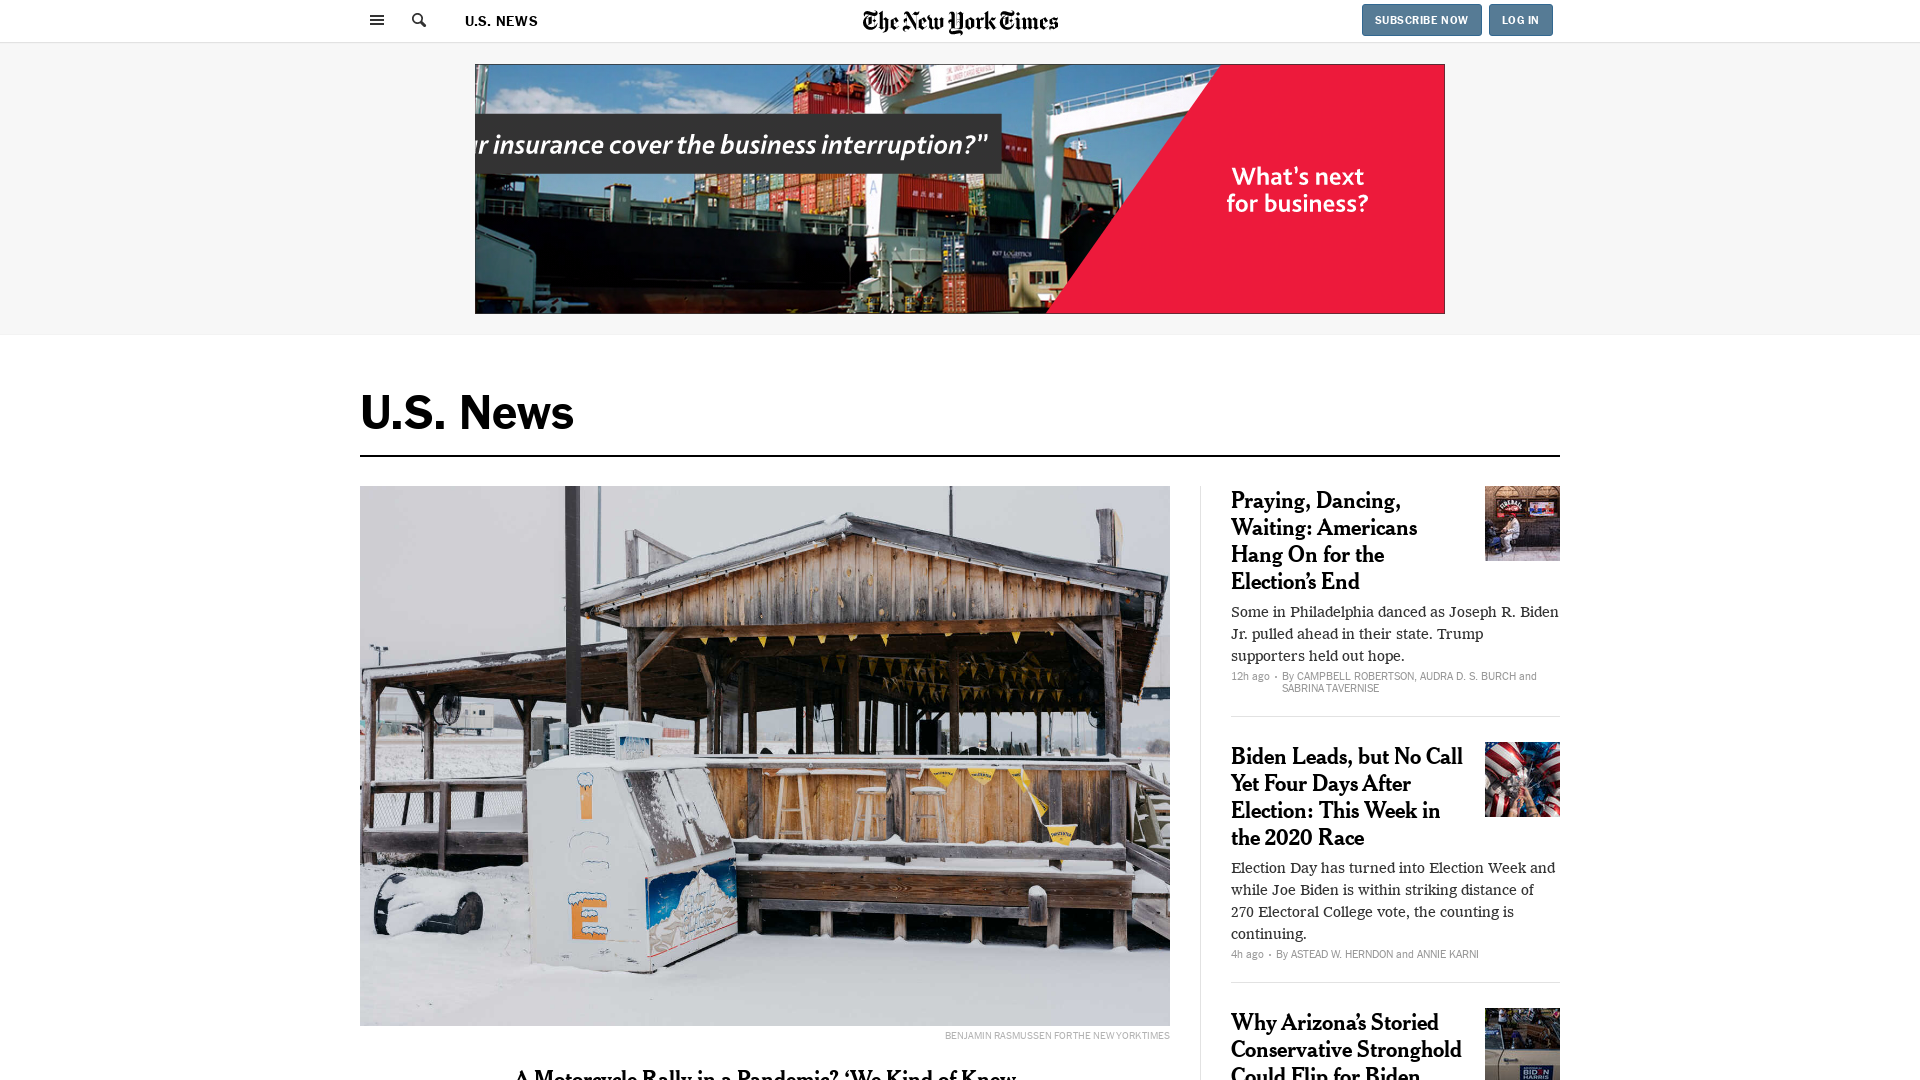 U.S. NEWS
The New York Times
SUBSCRIBE NOW
LOG IN
r insurance cover the business interruption?"
What's next
for business?
U.S. News
ICE
BENJAMIN RASMUSSEN FOR THE NEW YORK TIMES
A Motorcycle Rally in a Pandemic? 'We Kind of Knew
Praying, Dancing,
Waiting: Americans
Hang On for the
Election's End
Some in Philadelphia danced as Joseph R. Biden
Jr. pulled ahead in their state. Trump
supporters held out hope.
12h ago · By CAMPBELL ROBERTSON, AUDRA D. S. BURCH and
SABRINA TAVERNISE
Biden Leads, but No Call
Yet Four Days After
Election: This Week in
the 2020 Race
Election Day has turned into Election Week and
while Joe Biden is within striking distance of
270 Electoral College vote, the counting is
continuing.
4h ago · By ASTEAD W. HERNDON and ANNIE KARNI
Why Arizona's Storied
Conservative Stronghold
Could Flip for Biden
BIDEN
HARRIS